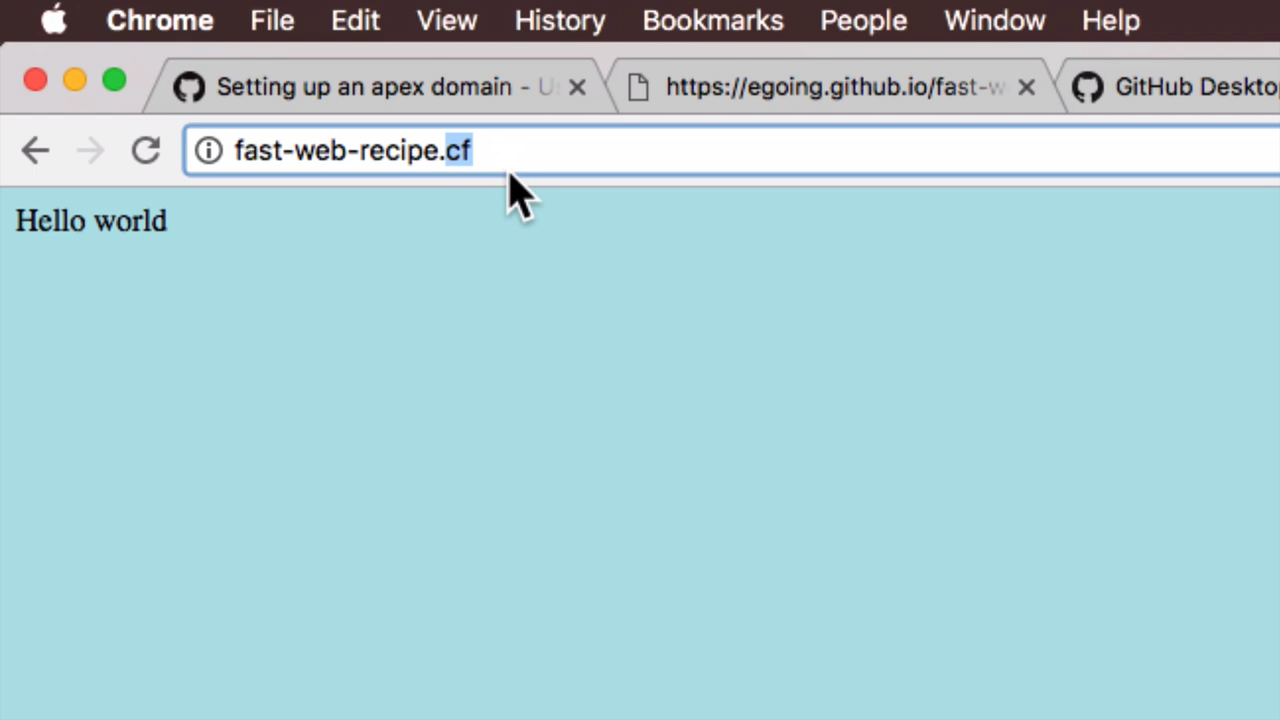 Chrome File Edit View History Bookmarks People Window Help
Setting up an apex domain - U https://egoing.github.io/fast-w GitHub Deskto
fast-web-recipe.cf
Hello world